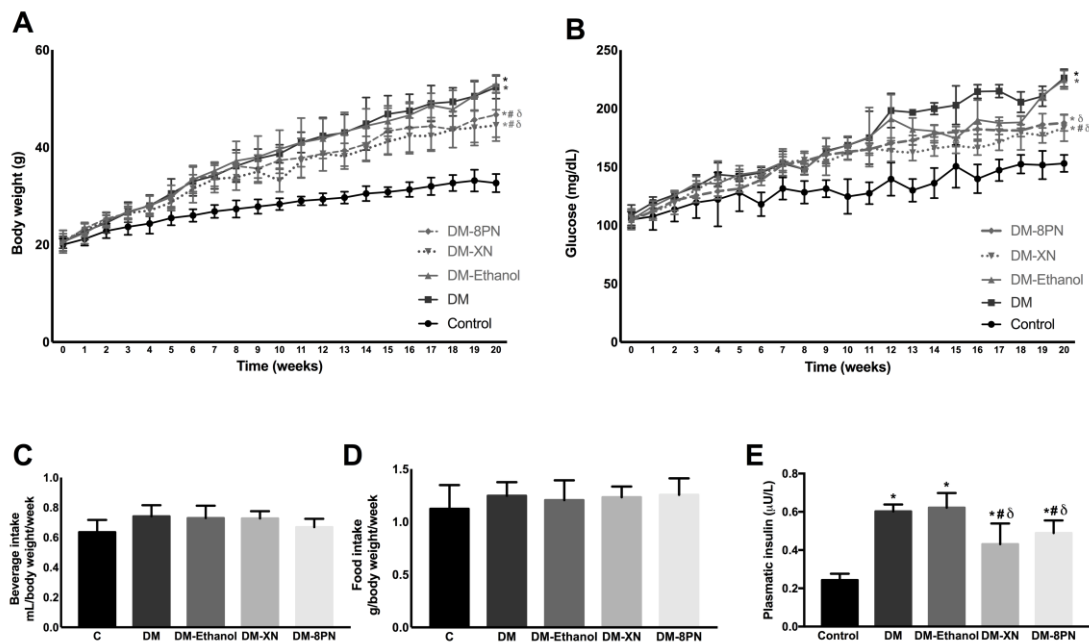 A
60
40
20
0
Body weight (g)
0 1 2 3 4 5 6 7 8 9 10 11 12 13 14 15 16 17 18 19 20
Time (weeks)
*
*
*# δ
*# δ
DM-8PN
DM-XN
DM-Ethanol
DM
Control
B
250
200
150
100
50
0
Glucose (mg/dL)
0 1 2 3 4 5 6 7 8 9 10 11 12 13 14 15 16 17 18 19 20
Time (weeks)
*
*
* δ
*# δ
DM-8PN
DM-XN
DM-Ethanol
DM
Control
C
1.0
0.8
0.6
0.4
0.2
0.0
Beverage intake
mL/body weight/week
C DM DM-Ethanol DM-XN DM-8PN
D
1.5
1.0
0.5
0.0
Food intake
g/body weight/week
C DM DM-Ethanol DM-XN DM-8PN
E
0.8
0.6
0.4
0.2
0.0
Plasmatic insulin (µU/L)
* * *#δ *#δ
Control DM DM-Ethanol DM-XN DM-8PN